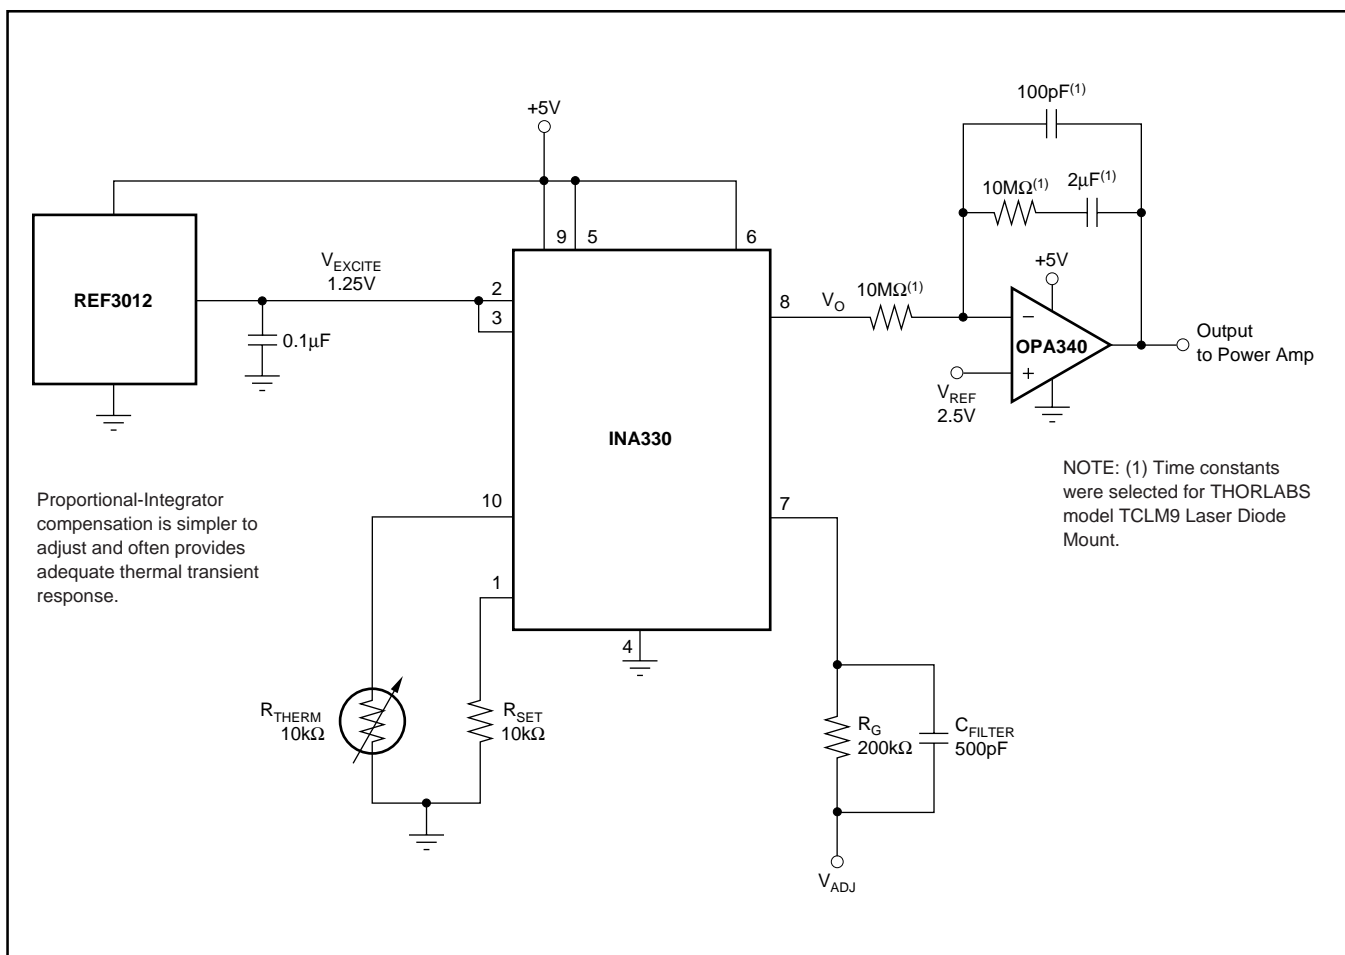 +5V
100pF(1)
10MΩ(1)
2µF(1)
REF3012
VEXCITE
1.25V
0.1µF
9
5
6
2
3
8
VO
10MΩ(1)
+5V
−
OPA340
+
VREF
2.5V
Output
to Power Amp
INA330
Proportional-Integrator
compensation is simpler to
adjust and often provides
adequate thermal transient
response.
10
1
4
7
NOTE: (1) Time constants
were selected for THORLABS
model TCLM9 Laser Diode
Mount.
RTHERM
10kΩ
RSET
10kΩ
RG
200kΩ
CFILTER
500pF
VADJ